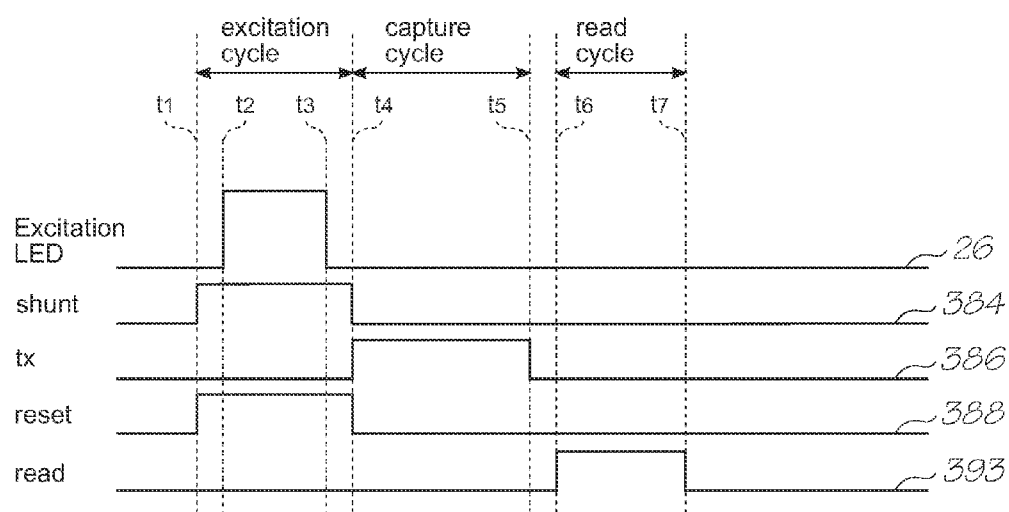 excitation
cycle
capture
cycle
read
cycle
t1
t2
t3
t4
t5
t6
t7
Excitation
LED
26
shunt
384
tx
386
reset
388
read
393